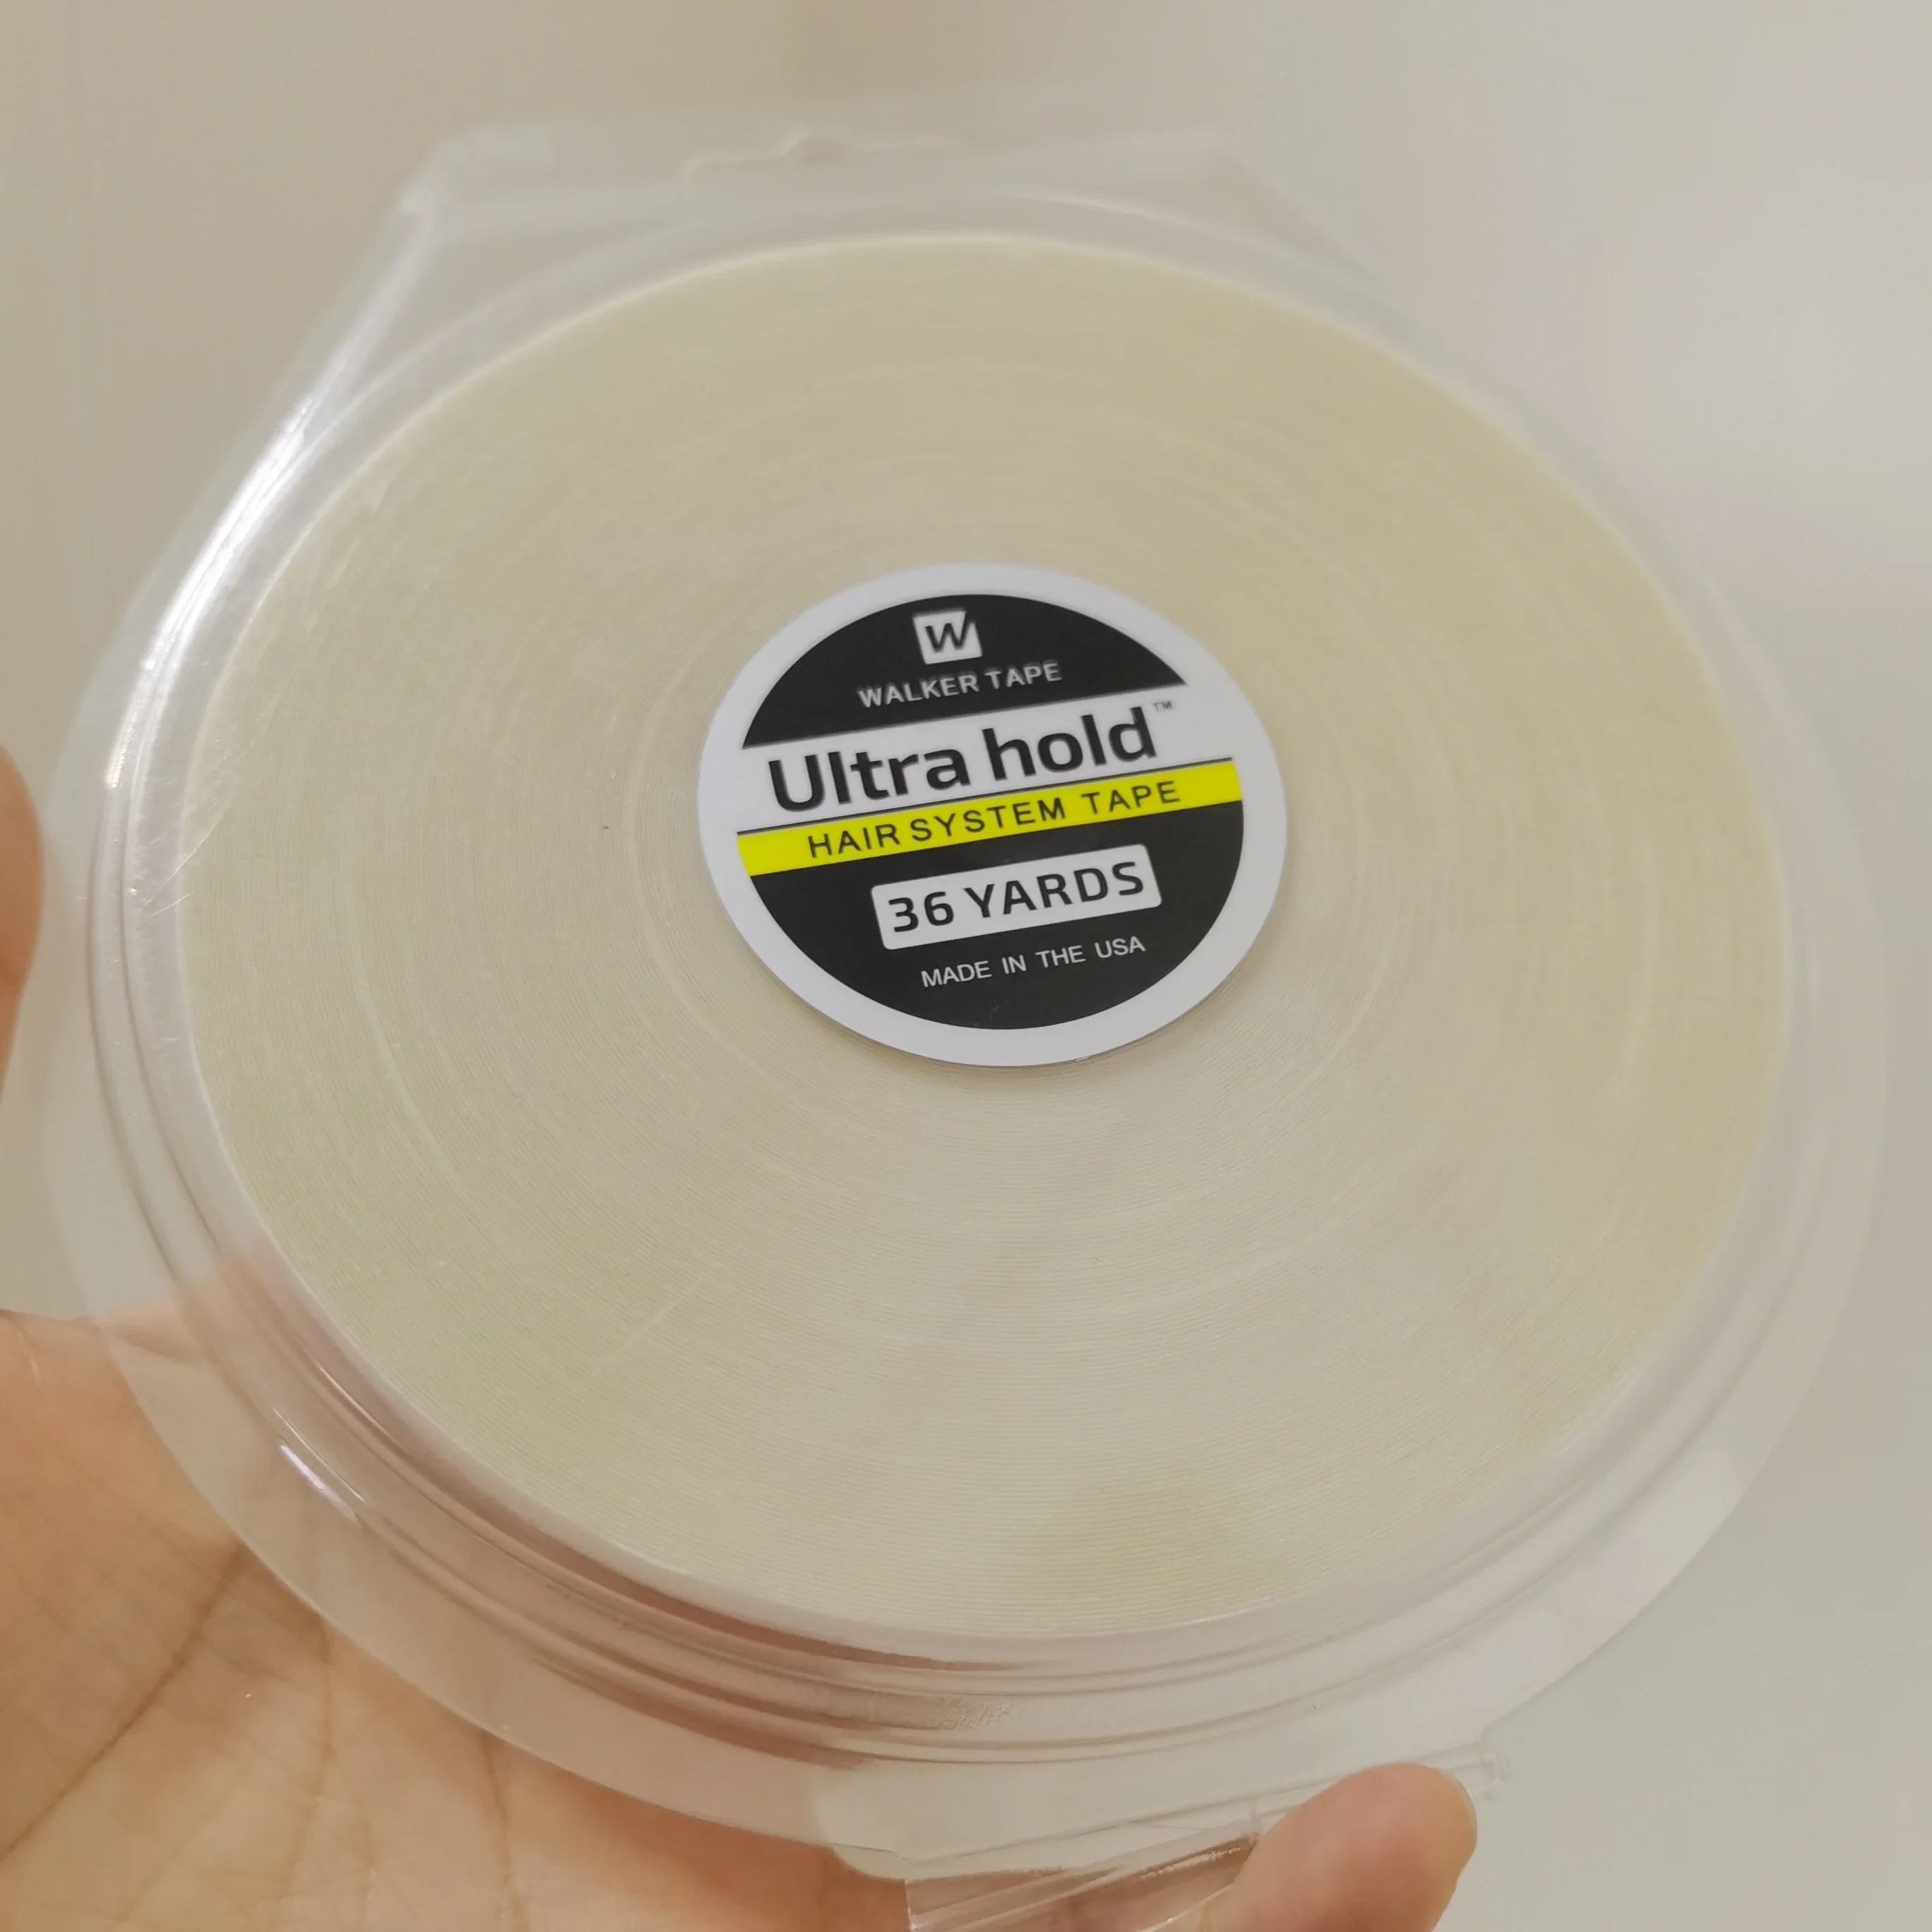 W
WALKER TAPE
Ultra hold™
HAIR SYSTEM TAPE
36 YARDS
MADE IN THE USA